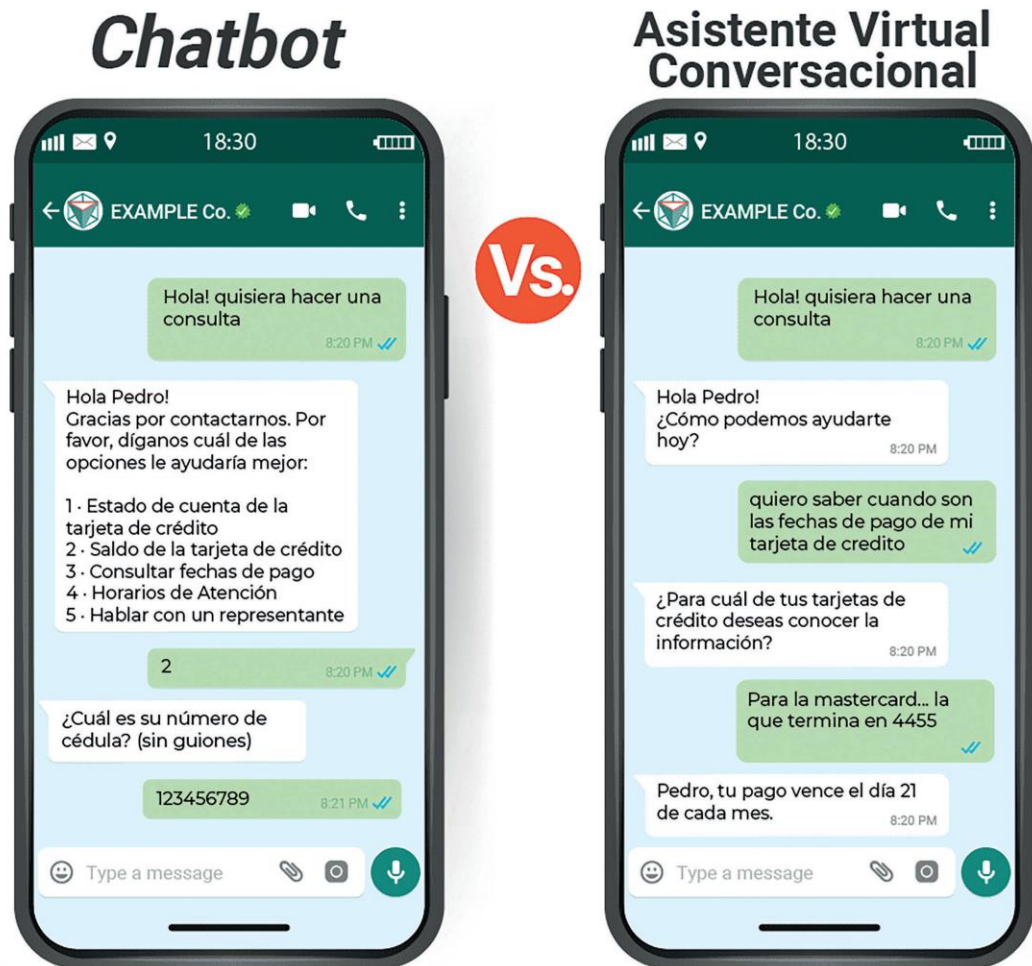 Chatbot
18:30
EXAMPLE Co.
Hola! quisiera hacer una
consulta
8:20 PM
Hola Pedro!
Gracias por contactarnos. Por
favor, díganos cuál de las
opciones le ayudaría mejor:
1 · Estado de cuenta de la
tarjeta de crédito
2 · Saldo de la tarjeta de crédito
3 · Consultar fechas de pago
4 · Horarios de Atención
5 · Hablar con un representante
2
8:20 PM
¿Cuál es su número de
cédula? (sin guiones)
123456789
8:21 PM
Type a message
Vs.
Asistente Virtual
Conversacional
18:30
EXAMPLE Co.
Hola! quisiera hacer una
consulta
8:20 PM
Hola Pedro!
¿Cómo podemos ayudarte
hoy?
8:20 PM
quiero saber cuando son
las fechas de pago de mi
tarjeta de credito
¿Para cuál de tus tarjetas de
crédito deseas conocer la
información?
8:20 PM
Para la mastercard... la
que termina en 4455
Pedro, tu pago vence el día 21
de cada mes.
8:20 PM
Type a message